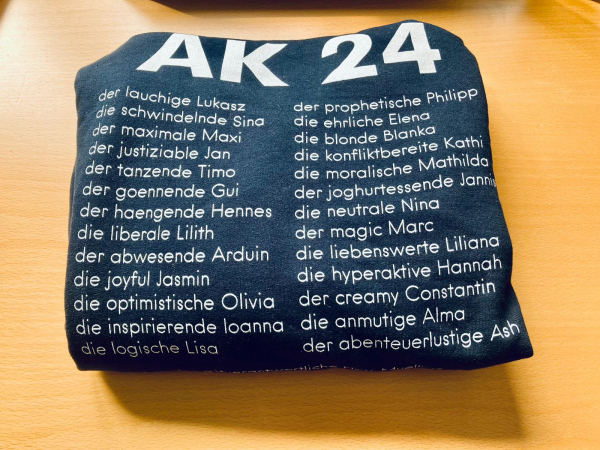 AK 24
der lauchige Lukasz
die schwindelnde Sina
der maximale Maxi
der justiziable Jan
der tanzende Timo
der goennende Gui
der haengende Hennes
die liberale Lilith
der abwesende Arduin
die joyful Jasmin
die optimistische Olivia
die inspirierende Ioanna
die logische Lisa
der prophetische Philipp
die ehrliche Elena
die blonde Blanka
die konfliktbereite Kathi
die moralische Mathilda
der joghurtessende Jannis
die neutrale Nina
der magic Marc
die liebenswerte Liliana
die hyperaktive Hannah
der creamy Constantin
die anmutige Alma
der abenteuerlustige Ash